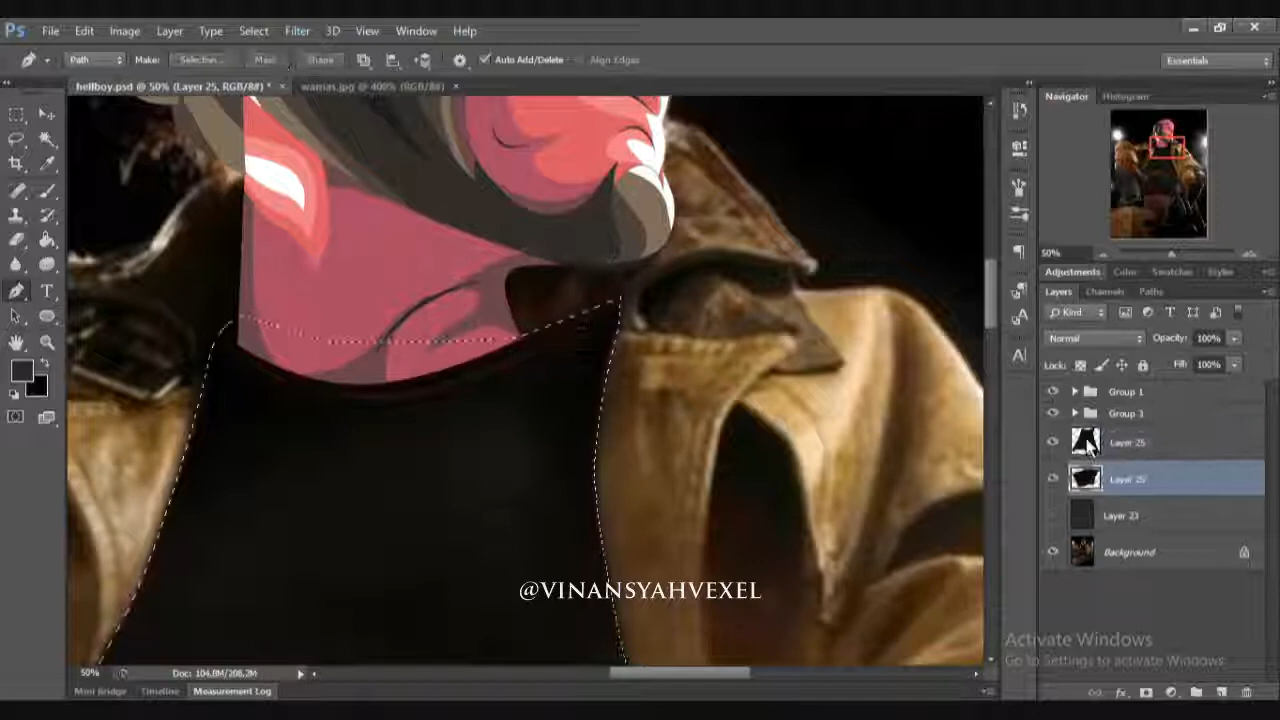 Ps File Edit Image Layer Type Select Filter 3D View Window Help
Path Make: Selection... Mask Shape Auto Add/Delete Align Edges Essentials
hellboy.psd @ 50% (Layer 25, RGB/8#) * × warrias.jpg @ 400% (RGB/8#) ×
Navigator Histogram
50%
Adjustments Color Swatches Styles
Layers Channels Paths
Kind
Normal Opacity: 100%
Lock: Fill: 100%
Group 1
Group 3
Layer 25
Layer 25
Layer 23
Background
@VINANSYAHVEXEL
Activate Windows
Go to Settings to activate Windows.
50% Doc: 104.8M/208.2M
Mini Bridge Timeline Measurement Log